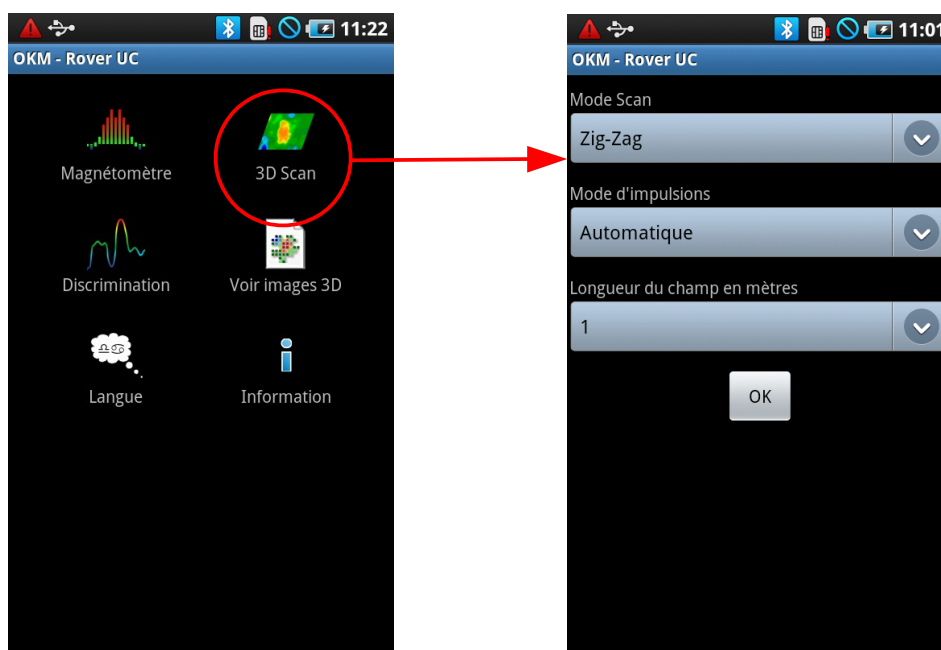 11:22
OKM - Rover UC
Magnétomètre
3D Scan
Discrimination
Voir images 3D
Langue
Information
11:01
OKM - Rover UC
Mode Scan
Zig-Zag
Mode d'impulsions
Automatique
Longueur du champ en mètres
1
OK